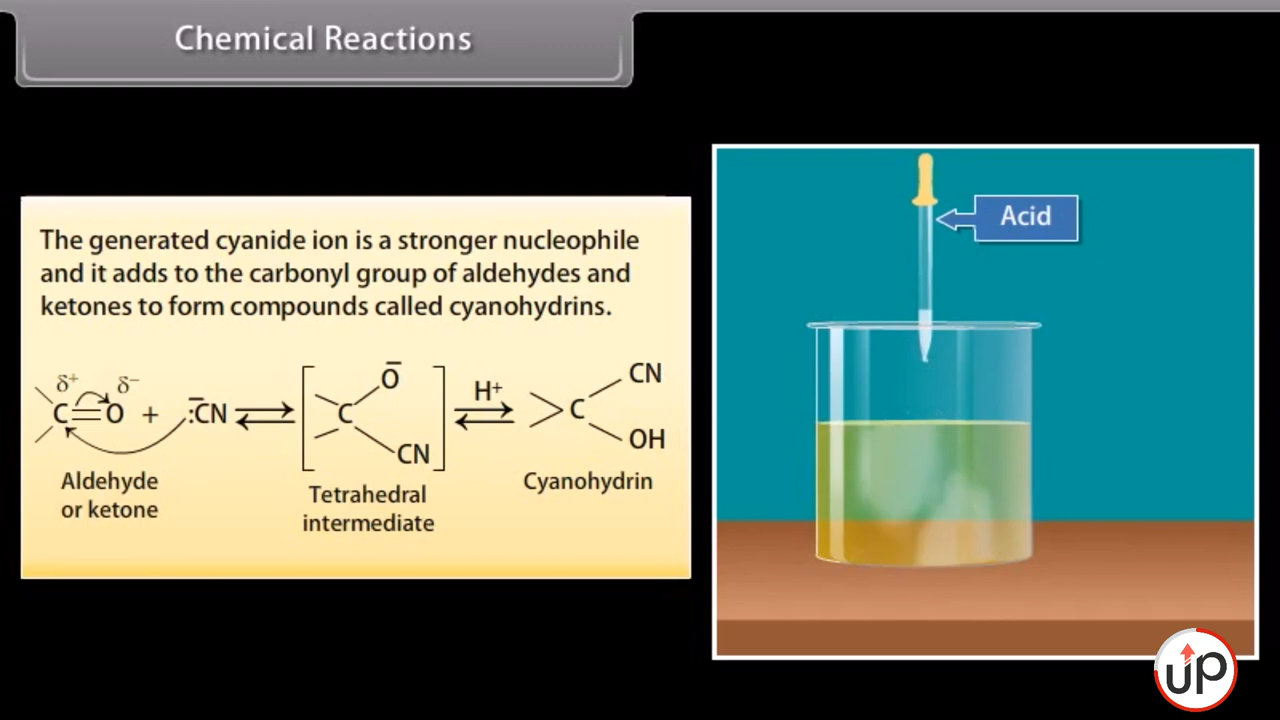 Chemical Reactions
The generated cyanide ion is a stronger nucleophile
and it adds to the carbonyl group of aldehydes and
ketones to form compounds called cyanohydrins.
δ+ δ−
C=O + :C̄N ⇌ [C O̅ CN] ⇌ H+ >C CN OH
Aldehyde
or ketone
Tetrahedral
intermediate
Cyanohydrin
Acid
up